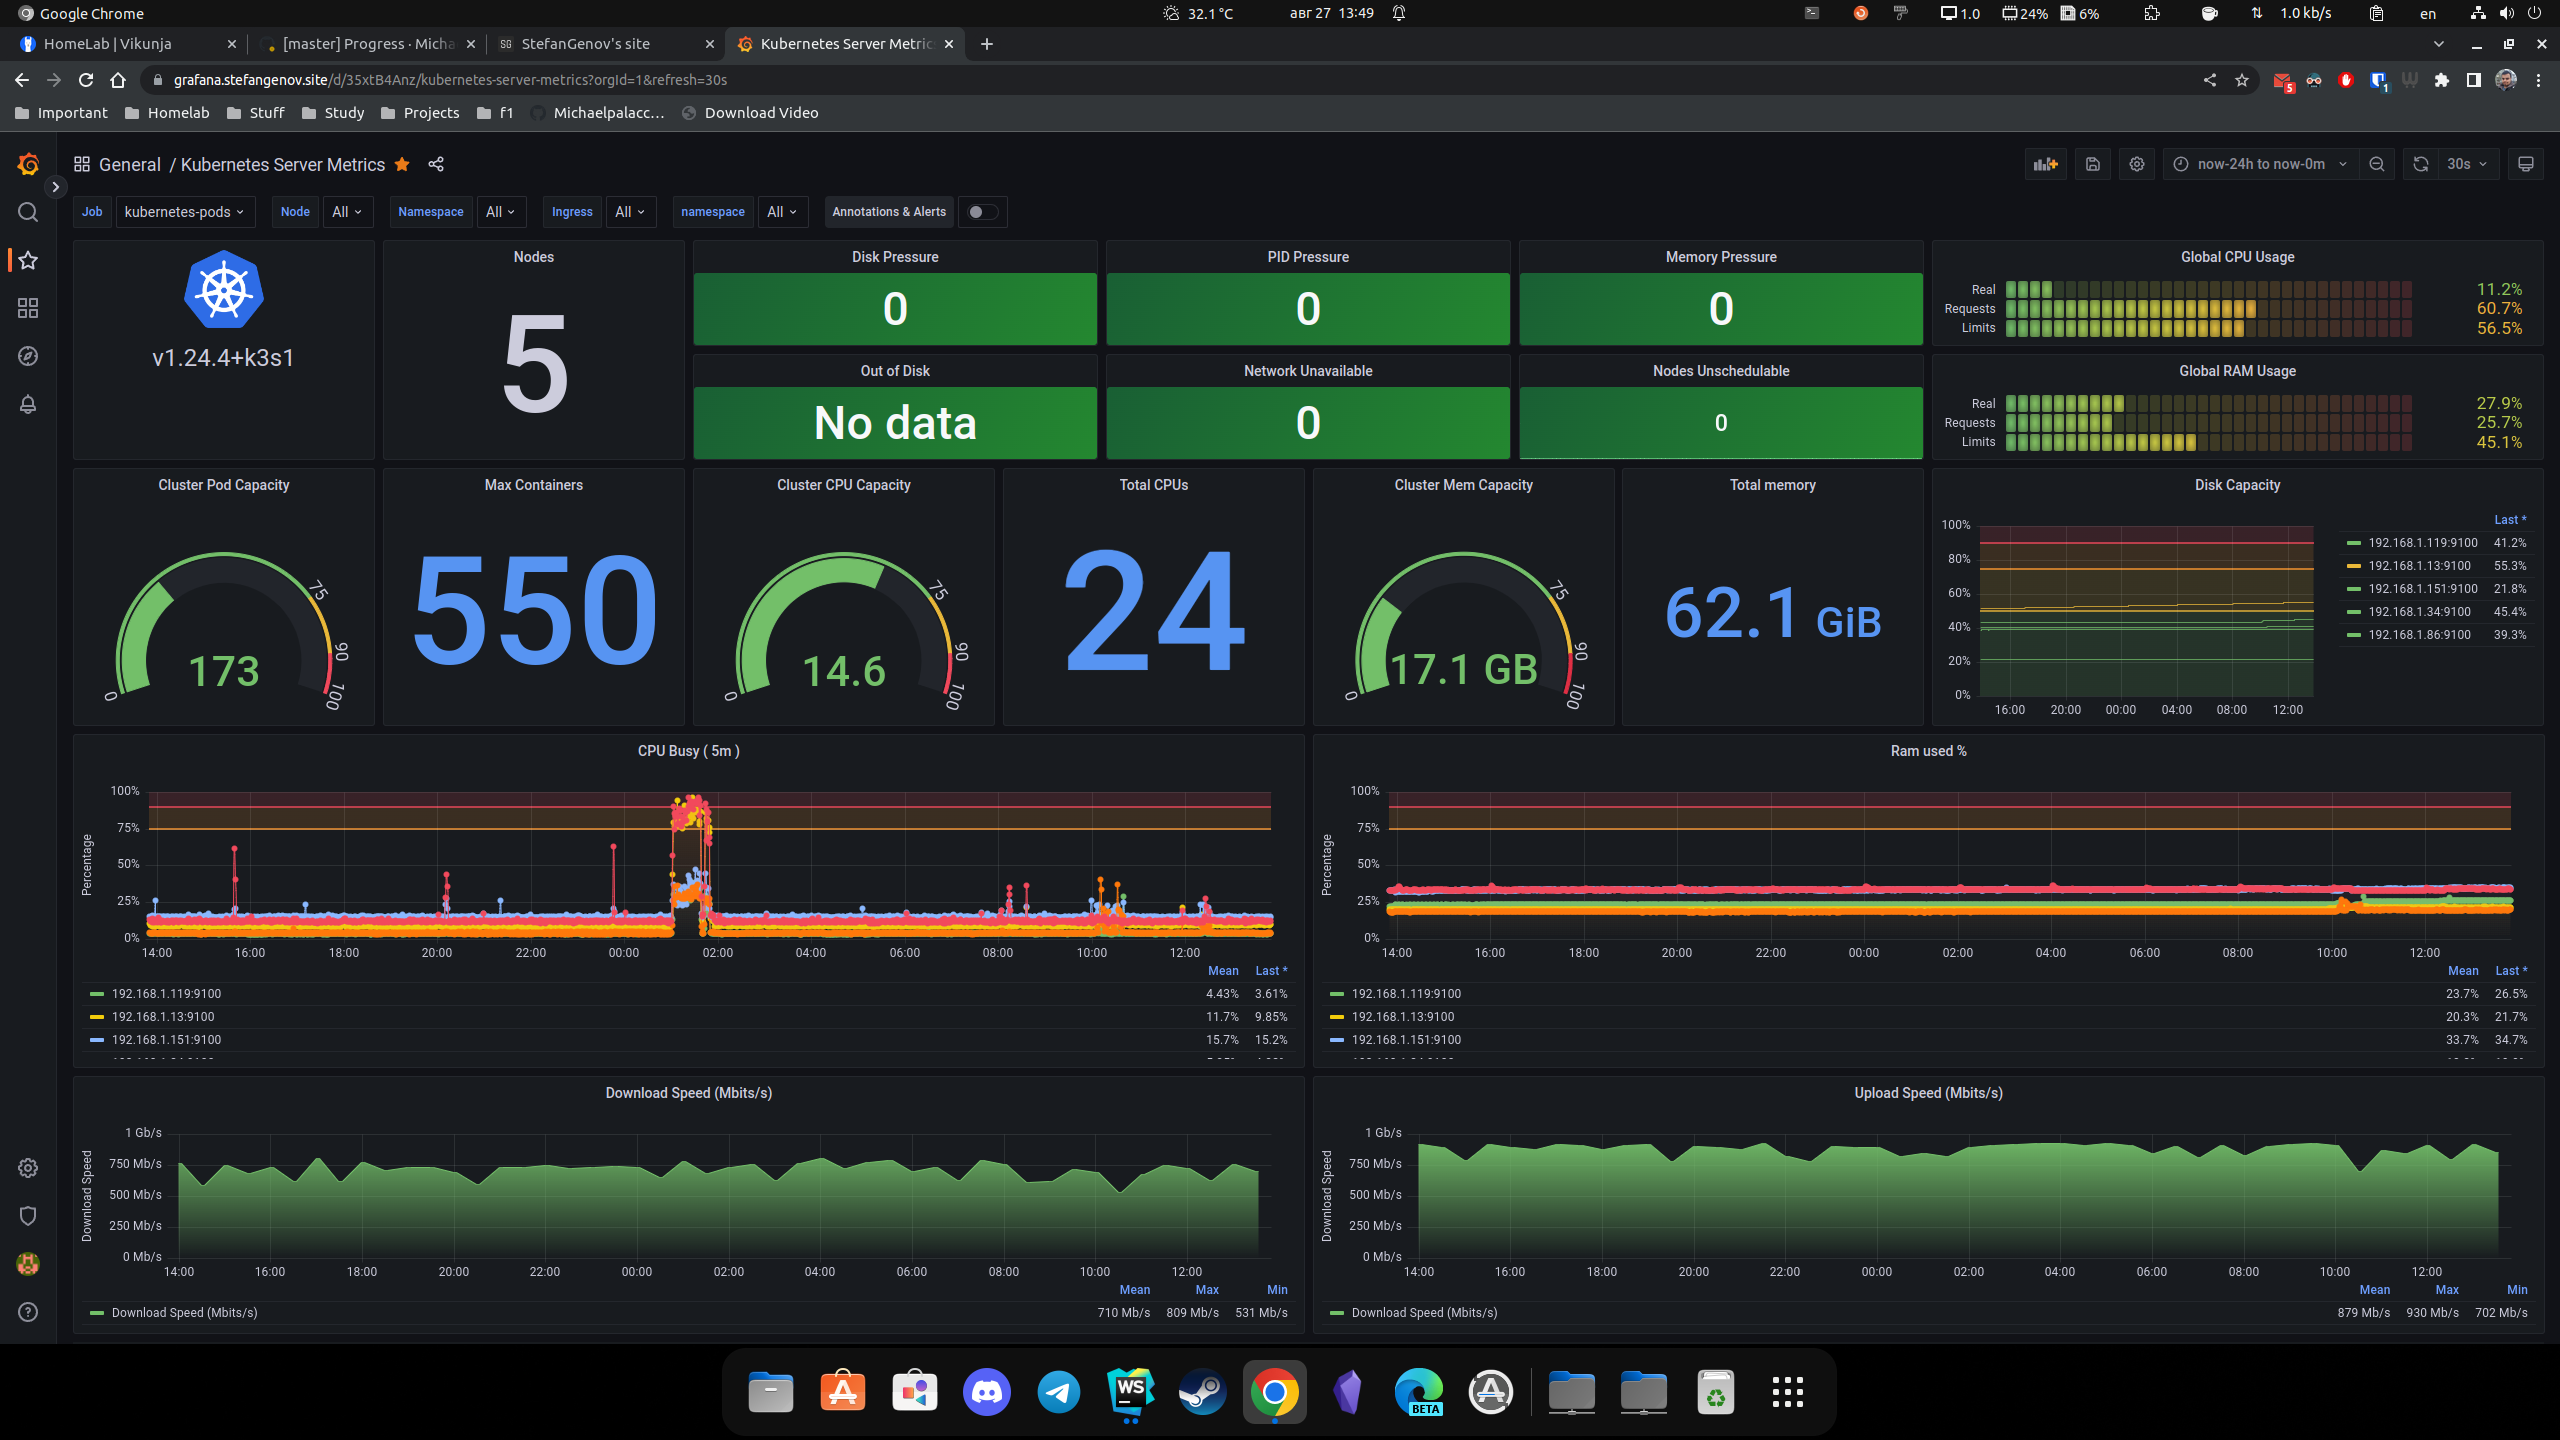 Google Chrome 32.1 °C авг 27 13:49 1.0 24% 6% 1.0 kb/s en
HomeLab | Vikunja [master] Progress · Micha StefanGenov's site Kubernetes Server Metric
grafana.stefangenov.site/d/35xtB4Anz/kubernetes-server-metrics?orgId=1&refresh=30s 5 1
Important Homelab Stuff Study Projects f1 Michaelpalacc... Download Video
General / Kubernetes Server Metrics now-24h to now-0m 30s
Job kubernetes-pods Node All Namespace All Ingress All namespace All Annotations & Alerts
v1.24.4+k3s1
Nodes
5
Disk Pressure
0
PID Pressure
0
Memory Pressure
0
Global CPU Usage
Real 11.2%
Requests 60.7%
Limits 56.5%
Out of Disk
No data
Network Unavailable
0
Nodes Unschedulable
0
Global RAM Usage
Real 27.9%
Requests 25.7%
Limits 45.1%
Cluster Pod Capacity
0 75 90 100
173
Max Containers
550
Cluster CPU Capacity
0 75 90 100
14.6
Total CPUs
24
Cluster Mem Capacity
0 75 90 100
17.1 GB
Total memory
62.1 GiB
Disk Capacity
100%
80%
60%
40%
20%
0%
16:00 20:00 00:00 04:00 08:00 12:00
Last *
192.168.1.119:9100 41.2%
192.168.1.13:9100 55.3%
192.168.1.151:9100 21.8%
192.168.1.34:9100 45.4%
192.168.1.86:9100 39.3%
CPU Busy ( 5m )
Percentage
100%
75%
50%
25%
0%
14:00 16:00 18:00 20:00 22:00 00:00 02:00 04:00 06:00 08:00 10:00 12:00
Mean Last *
192.168.1.119:9100 4.43% 3.61%
192.168.1.13:9100 11.7% 9.85%
192.168.1.151:9100 15.7% 15.2%
Ram used %
Percentage
100%
75%
50%
25%
0%
14:00 16:00 18:00 20:00 22:00 00:00 02:00 04:00 06:00 08:00 10:00 12:00
Mean Last *
192.168.1.119:9100 23.7% 26.5%
192.168.1.13:9100 20.3% 21.7%
192.168.1.151:9100 33.7% 34.7%
Download Speed (Mbits/s)
Download Speed
1 Gb/s
750 Mb/s
500 Mb/s
250 Mb/s
0 Mb/s
14:00 16:00 18:00 20:00 22:00 00:00 02:00 04:00 06:00 08:00 10:00 12:00
Mean Max Min
Download Speed (Mbits/s) 710 Mb/s 809 Mb/s 531 Mb/s
Upload Speed (Mbits/s)
Download Speed
1 Gb/s
750 Mb/s
500 Mb/s
250 Mb/s
0 Mb/s
14:00 16:00 18:00 20:00 22:00 00:00 02:00 04:00 06:00 08:00 10:00 12:00
Mean Max Min
Download Speed (Mbits/s) 879 Mb/s 930 Mb/s 702 Mb/s
WS
BETA